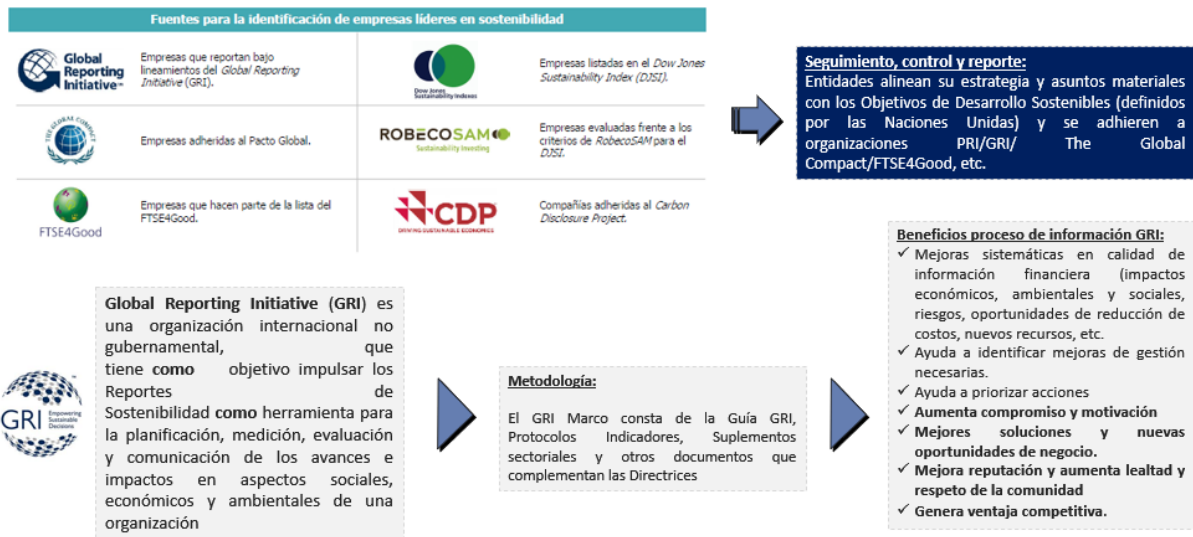 Fuentes para la identificación de empresas líderes en sostenibilidad
Global
Reporting
Initiative™
Empresas que reportan bajo
lineamientos del Global Reporting
Initiative (GRI).
Dow Jones
Sustainability Indexes
Empresas listadas en el Dow Jones
Sustainability Index (DJSI).
THE GLOBAL COMPACT
Empresas adheridas al Pacto Global.
ROBECOSAM
Sustainability Investing
Empresas evaluadas frente a los
criterios de RobecoSAM para el
DJSI.
FTSE4Good
Empresas que hacen parte de la lista del
FTSE4Good.
CDP
DRIVING SUSTAINABLE ECONOMIES
Compañías adheridas al Carbon
Disclosure Project.
Seguimiento, control y reporte:
Entidades alinean su estrategia y asuntos materiales
con los Objetivos de Desarrollo Sostenibles (definidos
por las Naciones Unidas) y se adhieren a
organizaciones PRI/GRI/ The Global
Compact/FTSE4Good, etc.
GRI
Empowering
Sustainable
Decisions
Global Reporting Initiative (GRI) es
una organización internacional no
gubernamental, que
tiene como objetivo impulsar los
Reportes de
Sostenibilidad como herramienta para
la planificación, medición, evaluación
y comunicación de los avances e
impactos en aspectos sociales,
económicos y ambientales de una
organización
Metodología:
El GRI Marco consta de la Guía GRI,
Protocolos Indicadores, Suplementos
sectoriales y otros documentos que
complementan las Directrices
Beneficios proceso de información GRI:
✓ Mejoras sistemáticas en calidad de
información financiera (impactos
económicos, ambientales y sociales,
riesgos, oportunidades de reducción de
costos, nuevos recursos, etc.
✓ Ayuda a identificar mejoras de gestión
necesarias.
✓ Ayuda a priorizar acciones
✓ Aumenta compromiso y motivación
✓ Mejores soluciones y nuevas
oportunidades de negocio.
✓ Mejora reputación y aumenta lealtad y
respeto de la comunidad
✓ Genera ventaja competitiva.